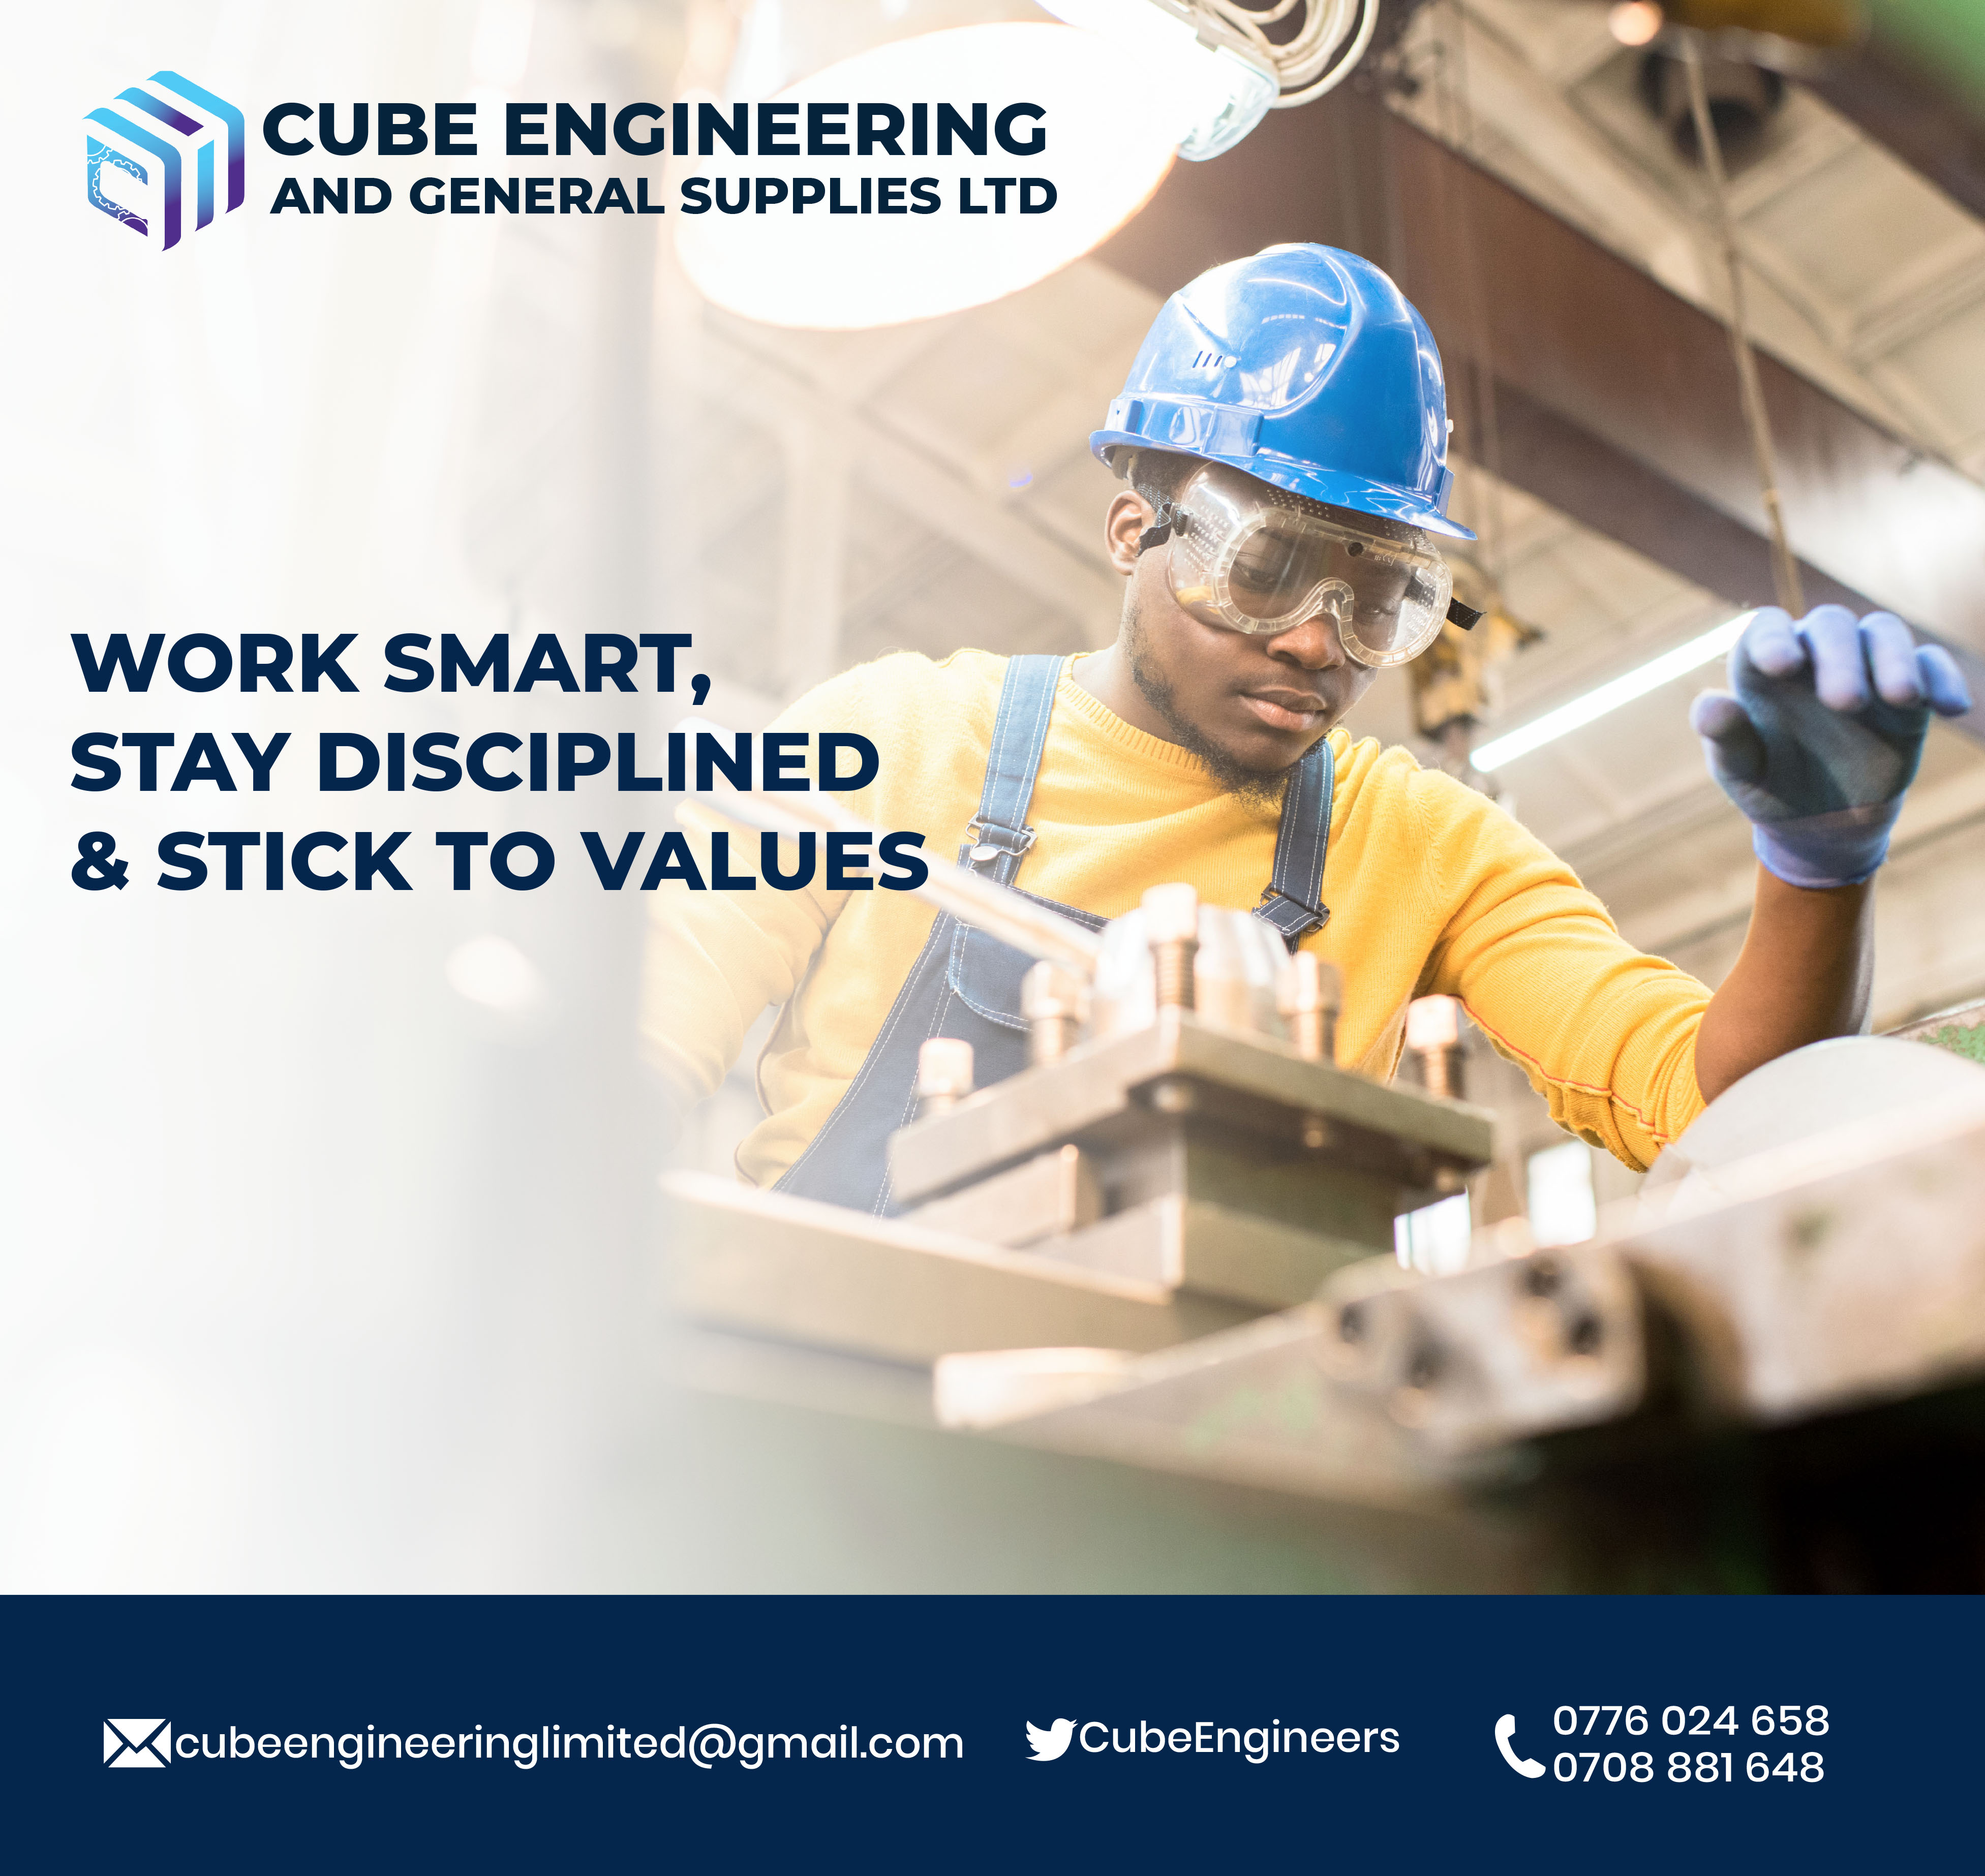 CUBE ENGINEERING
AND GENERAL SUPPLIES LTD
WORK SMART,
STAY DISCIPLINED
& STICK TO VALUES
cubeengineeringlimited@gmail.com
CubeEngineers
0776 024 658
0708 881 648